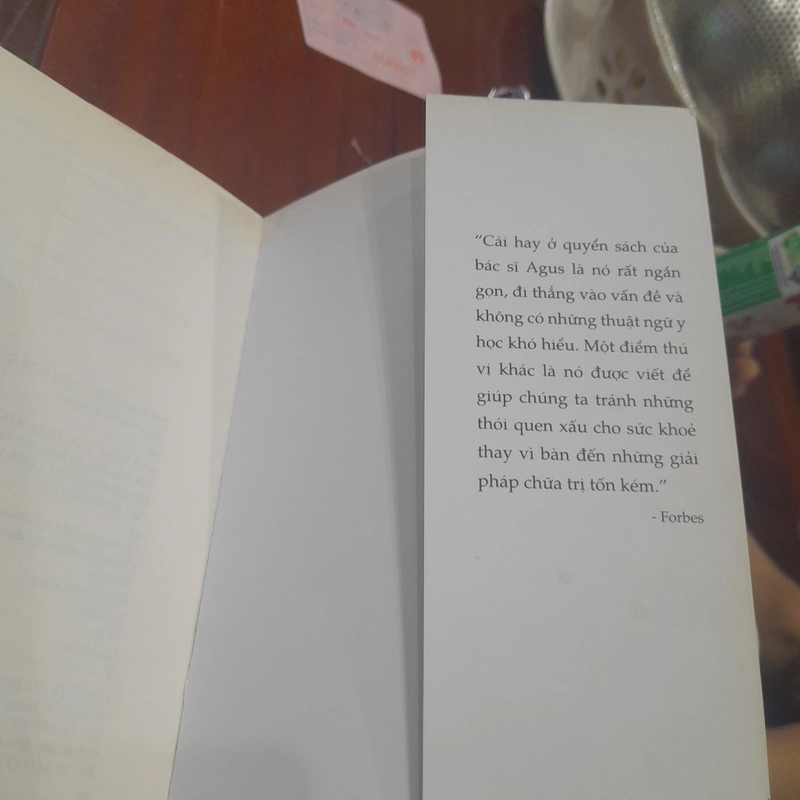 “Cái hay ở quyển sách của
bác sĩ Agus là nó rất ngắn
gọn, đi thẳng vào vấn đề và
không có những thuật ngữ y
học khó hiểu. Một điểm thú
vị khác là nó được viết để
giúp chúng ta tránh những
thói quen xấu cho sức khoẻ
thay vì bàn đến những giải
pháp chữa trị tốn kém.”
- Forbes